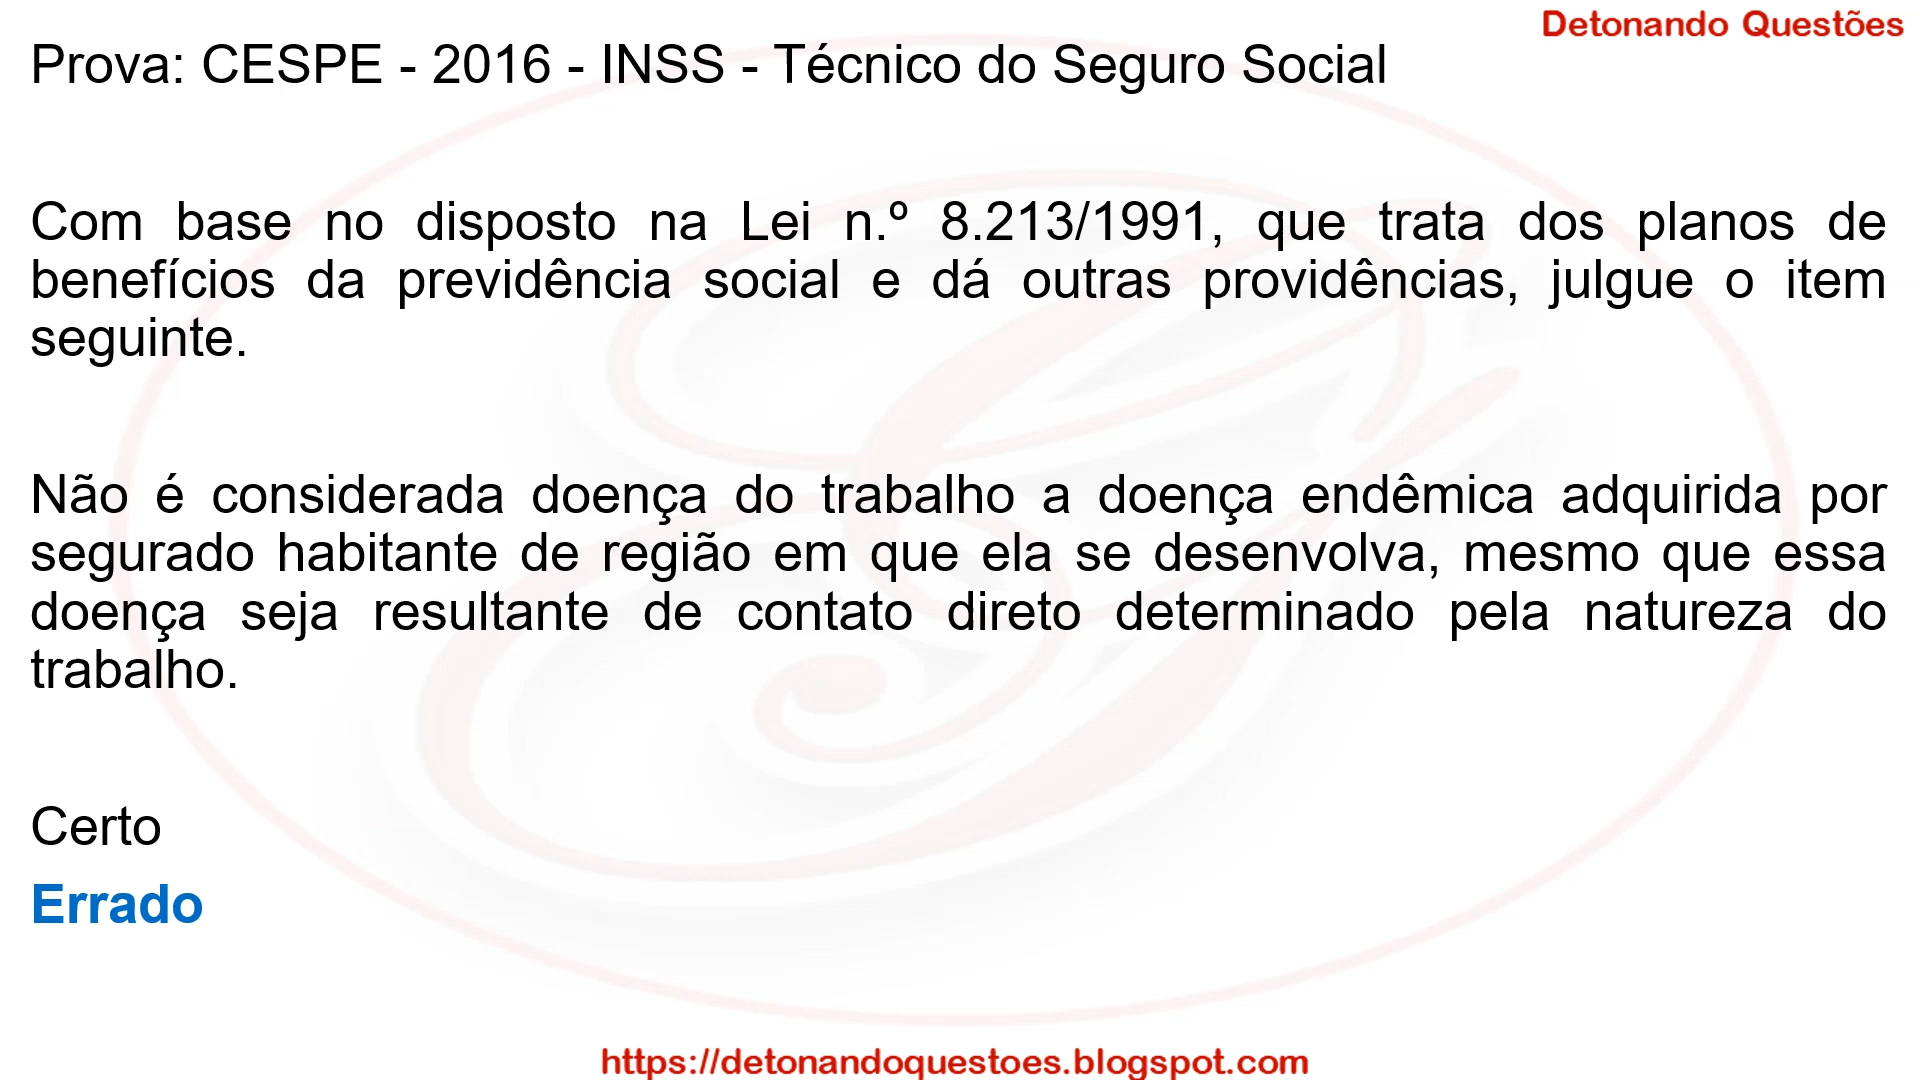 Detonando Questões
Prova: CESPE - 2016 - INSS - Técnico do Seguro Social
Com base no disposto na Lei n.º 8.213/1991, que trata dos planos de
benefícios da previdência social e dá outras providências, julgue o item
seguinte.
Não é considerada doença do trabalho a doença endêmica adquirida por
segurado habitante de região em que ela se desenvolva, mesmo que essa
doença seja resultante de contato direto determinado pela natureza do
trabalho.
Certo
Errado
https://detonandoquestoes.blogspot.com